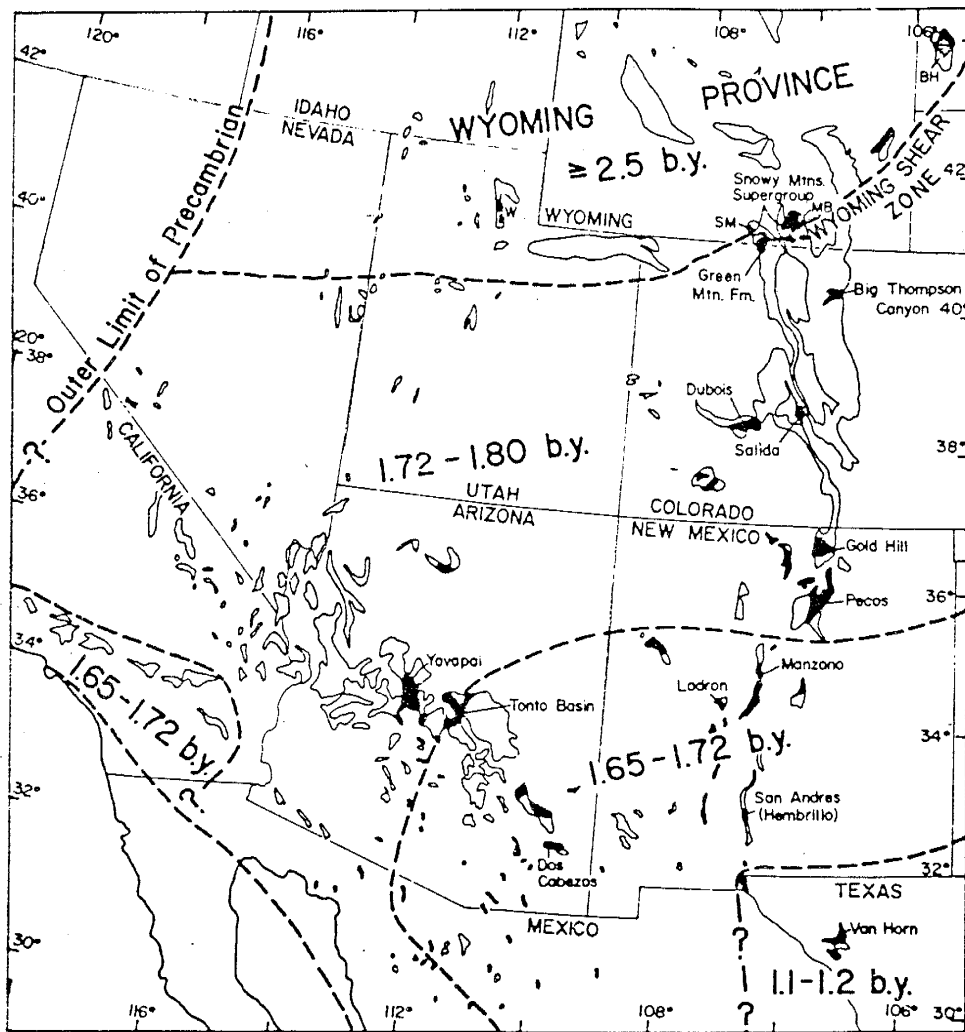 120°
116°
112°
108°
106°
42°
BH
IDAHO
NEVADA
WYOMING
PROVINCE
≥ 2.5 b.y.
42°
40°
Snowy Mtns.
Supergroup
MB
WYOMING SHEAR
ZONE
W
WYOMING
SM
Outer Limit of Precambrian
Green
Mtn. Fm.
Big Thompson
Canyon
40°
120°
38°
?
Dubois
Salida
CALIFORNIA
1.72 – 1.80 b.y.
38°
36°
UTAH
ARIZONA
COLORADO
NEW MEXICO
Gold Hill
Pecos
36°
34°
Yavapai
Manzono
Ladron
1.65–1.72 b.y.
Tonto Basin
1.65–1.72 b.y.
34°
32°
?
San Andres
(Hembrillo)
Dos
Cabezos
32°
TEXAS
MEXICO
30°
?
Van Horn
1.1–1.2 b.y.
?
116°
112°
108°
106°
30°